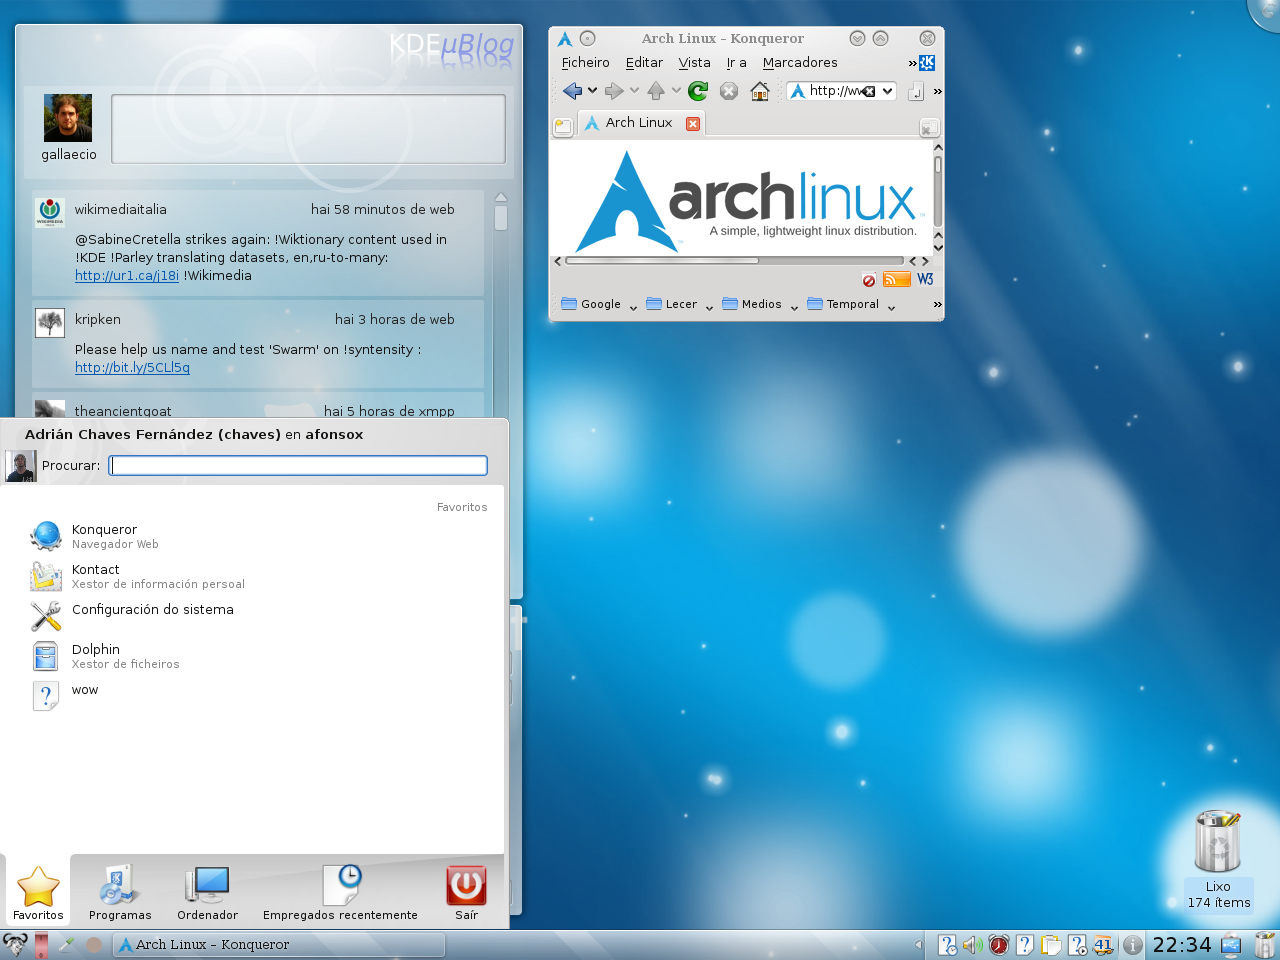 KDEμBlog
gallaecio
wikimediaitalia hai 58 minutos de web
@SabineCretella strikes again: !Wiktionary content used in
!KDE !Parley translating datasets, en,ru-to-many:
http://ur1.ca/j18i !Wikimedia
kripken hai 3 horas de web
Please help us name and test 'Swarm' on !syntensity :
http://bit.ly/5CLl5q
theancientgoat hai 5 horas de xmpp
Adrián Chaves Fernández (chaves) en afonsox
Procurar:
Favoritos
Konqueror
Navegador Web
Kontact
Xestor de información persoal
Configuración do sistema
Dolphin
Xestor de ficheiros
wow
Favoritos Programas Ordenador Empregados recentemente Saír
Arch Linux – Konqueror
Ficheiro Editar Vista Ir a Marcadores »
http://ww »
Arch Linux
archlinux
A simple, lightweight linux distribution.
W3
Google Lecer Medios Temporal »
Lixo
174 ítems
Arch Linux – Konqueror
41
22:34